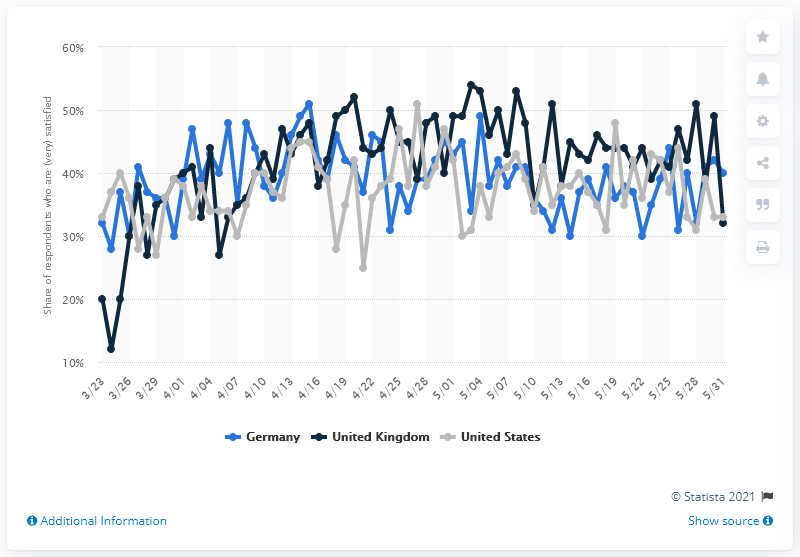 60%
50%
40%
30%
20%
10%
Share of respondents who are (very) satisfied
3/23 3/26 3/29 4/01 4/04 4/07 4/10 4/13 4/16 4/19 4/22 4/25 4/28 5/01 5/04 5/07 5/10 5/13 5/16 5/19 5/22 5/25 5/28 5/31
Germany United Kingdom United States
© Statista 2021
Additional Information Show source